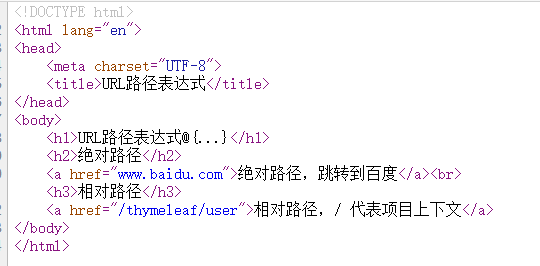 <!DOCTYPE html>
<html lang="en">
<head>
    <meta charset="UTF-8">
    <title>URL路径表达式</title>
</head>
<body>
    <h1>URL路径表达式@{...}</h1>
    <h2>绝对路径</h2>
    <a href="www.baidu.com">绝对路径，跳转到百度</a><br>
    <h3>相对路径</h3>
    <a href="/thymeleaf/user">相对路径，/ 代表项目上下文</a>
</body>
</html>